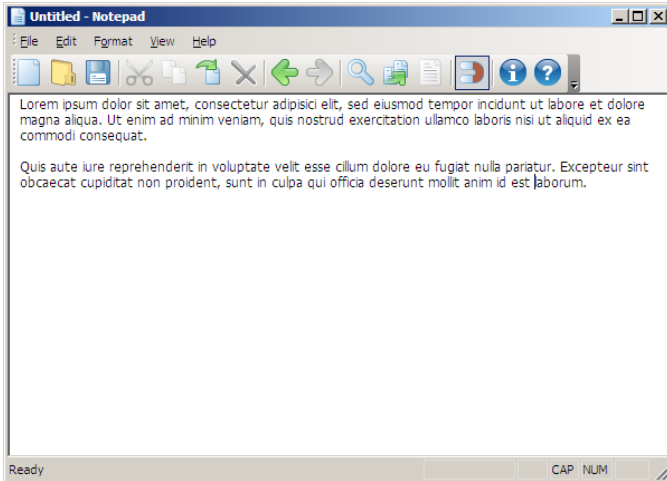 Untitled - Notepad
File Edit Format View Help
Lorem ipsum dolor sit amet, consectetur adipisici elit, sed eiusmod tempor incidunt ut labore et dolore
magna aliqua. Ut enim ad minim veniam, quis nostrud exercitation ullamco laboris nisi ut aliquid ex ea
commodi consequat.
Quis aute iure reprehenderit in voluptate velit esse cillum dolore eu fugiat nulla pariatur. Excepteur sint
obcaecat cupiditat non proident, sunt in culpa qui officia deserunt mollit anim id est laborum.
Ready CAP NUM